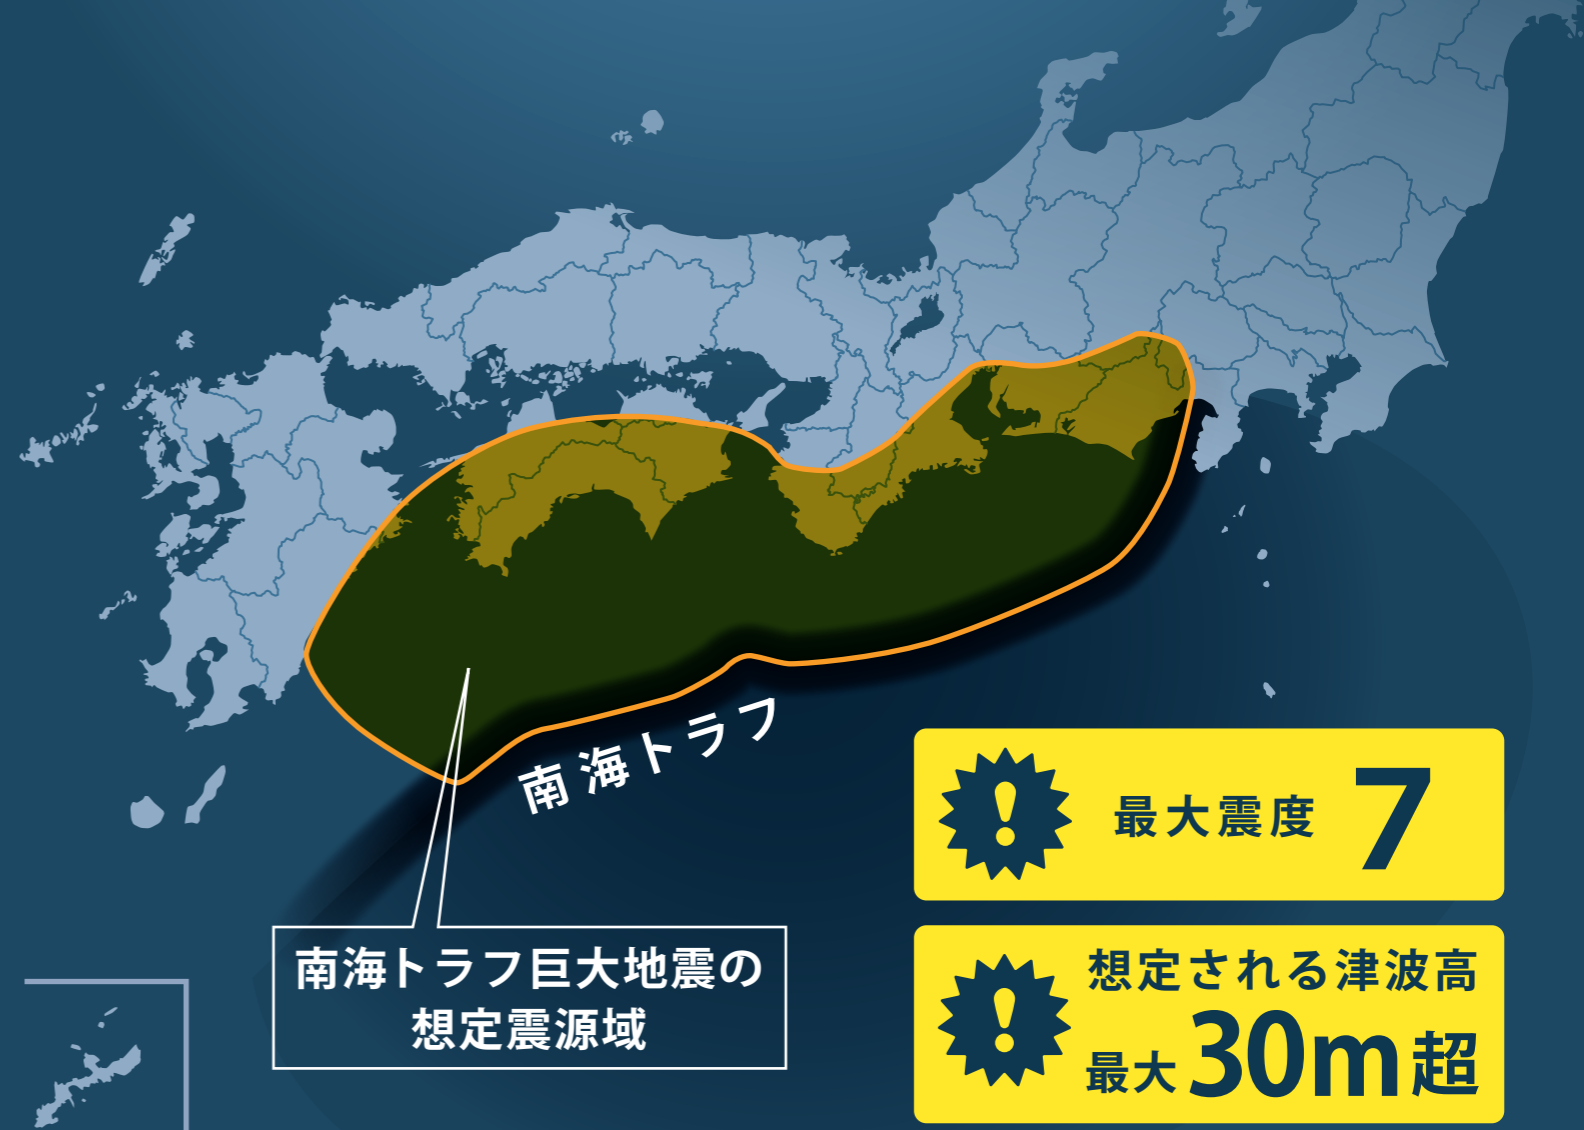 南海トラフ
南海トラフ巨大地震の
想定震源域
最大震度 7
想定される津波高
最大30m超